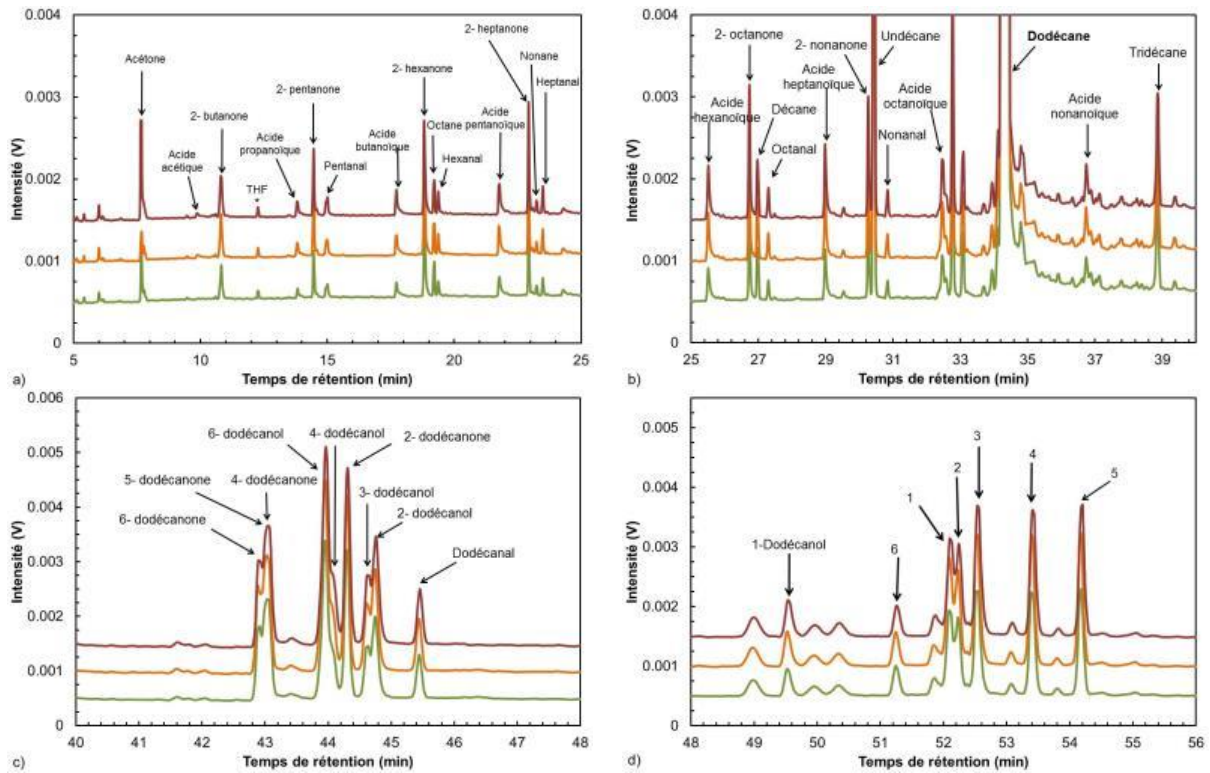 0.004
0.003
0.002
0.001
0
Intensité (V)
2- heptanone
Acétone
Nonane
2- pentanone
2- hexanone
Heptanal
2- butanone
Acide
propanoïque
Acide
butanoïque
Octane
Acide
pentanoïque
Acide
acétique
THF
Pentanal
Hexanal
5 10 15 20 25
a) Temps de rétention (min)
0.004
0.003
0.002
0.001
0
Intensité (V)
2- octanone
2- nonanone
Undécane
Dodécane
Tridécane
Acide
heptanoïque
Acide
hexanoïque
Décane
Acide
octanoïque
Octanal
Nonanal
Acide
nonanoïque
25 27 29 31 33 35 37 39
b) Temps de rétention (min)
0.006
0.005
0.004
0.003
0.002
0.001
0
Intensité (V)
6- dodécanol
4- dodécanol
2- dodécanone
5- dodécanone
4- dodécanone
3- dodécanol
6- dodécanone
2- dodécanol
Dodécanal
40 41 42 43 44 45 46 47 48
c) Temps de rétention (min)
0.005
0.004
0.003
0.002
0.001
0
Intensité (V)
3
4
5
2
1
1-Dodécanol
6
48 49 50 51 52 53 54 55 56
d) Temps de rétention (min)